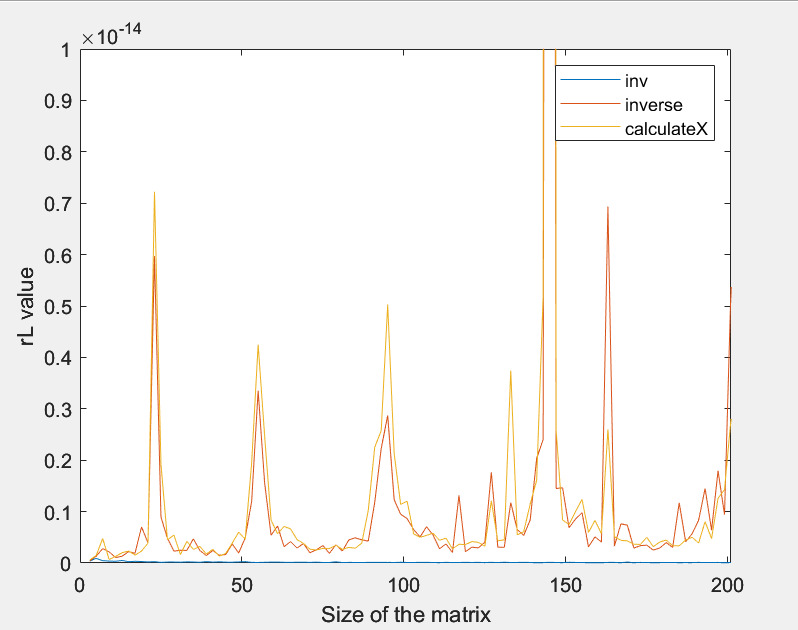 ×10^-14
1
0.9
0.8
0.7
0.6
0.5
0.4
0.3
0.2
0.1
0
rL value
inv
inverse
calculateX
0 50 100 150 200
Size of the matrix